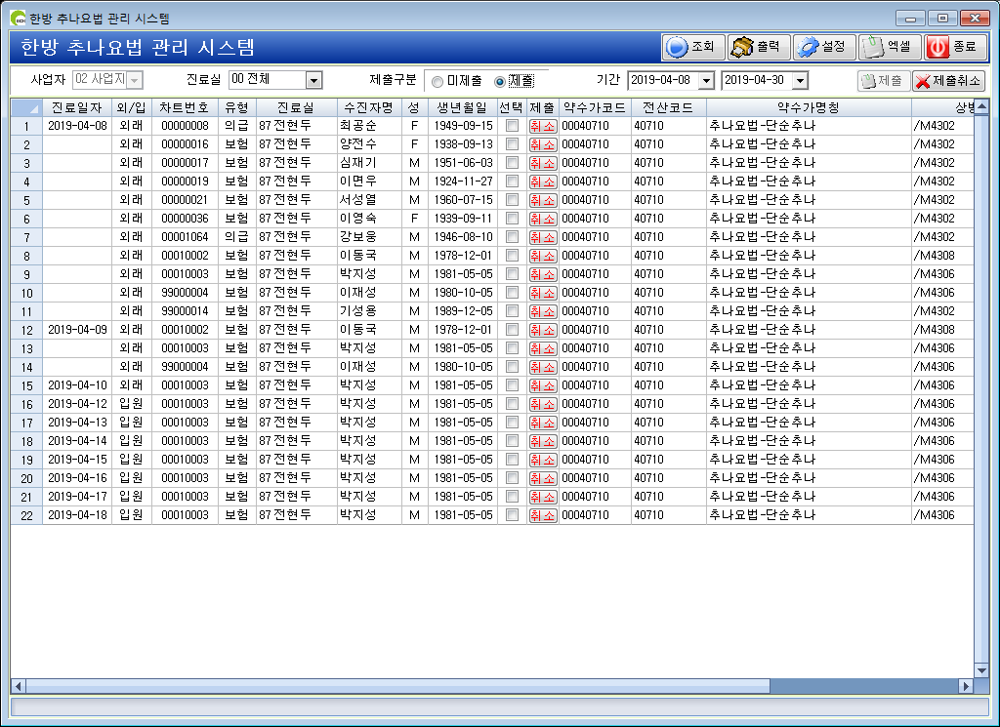 한방 추나요법 관리 시스템
한방 추나요법 관리 시스템 조회 출력 설정 엑셀 종료
사업자 02 사업지 진료실 00 전체 제출구분 미제출 제출 기간 2019-04-08 2019-04-30 제출 제출취소
진료일자 외/입 차트번호 유형 진료실 수진자명 성 생년월일 선택 제출 약수가코드 전산코드 약수가명칭 상병
1 2019-04-08 외래 00000008 의급 87 전현두 최공순 F 1949-09-15 취소 00040710 40710 추나요법-단순추나 /M4302
2 외래 00000016 보험 87 전현두 양전수 F 1938-09-13 취소 00040710 40710 추나요법-단순추나 /M4302
3 외래 00000017 보험 87 전현두 심재기 M 1951-06-03 취소 00040710 40710 추나요법-단순추나 /M4302
4 외래 00000019 보험 87 전현두 이면우 M 1924-11-27 취소 00040710 40710 추나요법-단순추나 /M4302
5 외래 00000021 보험 87 전현두 서성열 M 1960-07-15 취소 00040710 40710 추나요법-단순추나 /M4302
6 외래 00000036 보험 87 전현두 이영숙 F 1939-09-11 취소 00040710 40710 추나요법-단순추나 /M4302
7 외래 00001064 의급 87 전현두 강보웅 M 1946-08-10 취소 00040710 40710 추나요법-단순추나 /M4302
8 외래 00010002 보험 87 전현두 이동국 M 1978-12-01 취소 00040710 40710 추나요법-단순추나 /M4308
9 외래 00010003 보험 87 전현두 박지성 M 1981-05-05 취소 00040710 40710 추나요법-단순추나 /M4306
10 외래 99000004 보험 87 전현두 이재성 M 1980-10-05 취소 00040710 40710 추나요법-단순추나 /M4306
11 외래 99000014 보험 87 전현두 기성용 M 1989-12-05 취소 00040710 40710 추나요법-단순추나 /M4302
12 2019-04-09 외래 00010002 보험 87 전현두 이동국 M 1978-12-01 취소 00040710 40710 추나요법-단순추나 /M4308
13 외래 00010003 보험 87 전현두 박지성 M 1981-05-05 취소 00040710 40710 추나요법-단순추나 /M4306
14 외래 99000004 보험 87 전현두 이재성 M 1980-10-05 취소 00040710 40710 추나요법-단순추나 /M4306
15 2019-04-10 외래 00010003 보험 87 전현두 박지성 M 1981-05-05 취소 00040710 40710 추나요법-단순추나 /M4306
16 2019-04-12 입원 00010003 보험 87 전현두 박지성 M 1981-05-05 취소 00040710 40710 추나요법-단순추나 /M4306
17 2019-04-13 입원 00010003 보험 87 전현두 박지성 M 1981-05-05 취소 00040710 40710 추나요법-단순추나 /M4306
18 2019-04-14 입원 00010003 보험 87 전현두 박지성 M 1981-05-05 취소 00040710 40710 추나요법-단순추나 /M4306
19 2019-04-15 입원 00010003 보험 87 전현두 박지성 M 1981-05-05 취소 00040710 40710 추나요법-단순추나 /M4306
20 2019-04-16 입원 00010003 보험 87 전현두 박지성 M 1981-05-05 취소 00040710 40710 추나요법-단순추나 /M4306
21 2019-04-17 입원 00010003 보험 87 전현두 박지성 M 1981-05-05 취소 00040710 40710 추나요법-단순추나 /M4306
22 2019-04-18 입원 00010003 보험 87 전현두 박지성 M 1981-05-05 취소 00040710 40710 추나요법-단순추나 /M4306